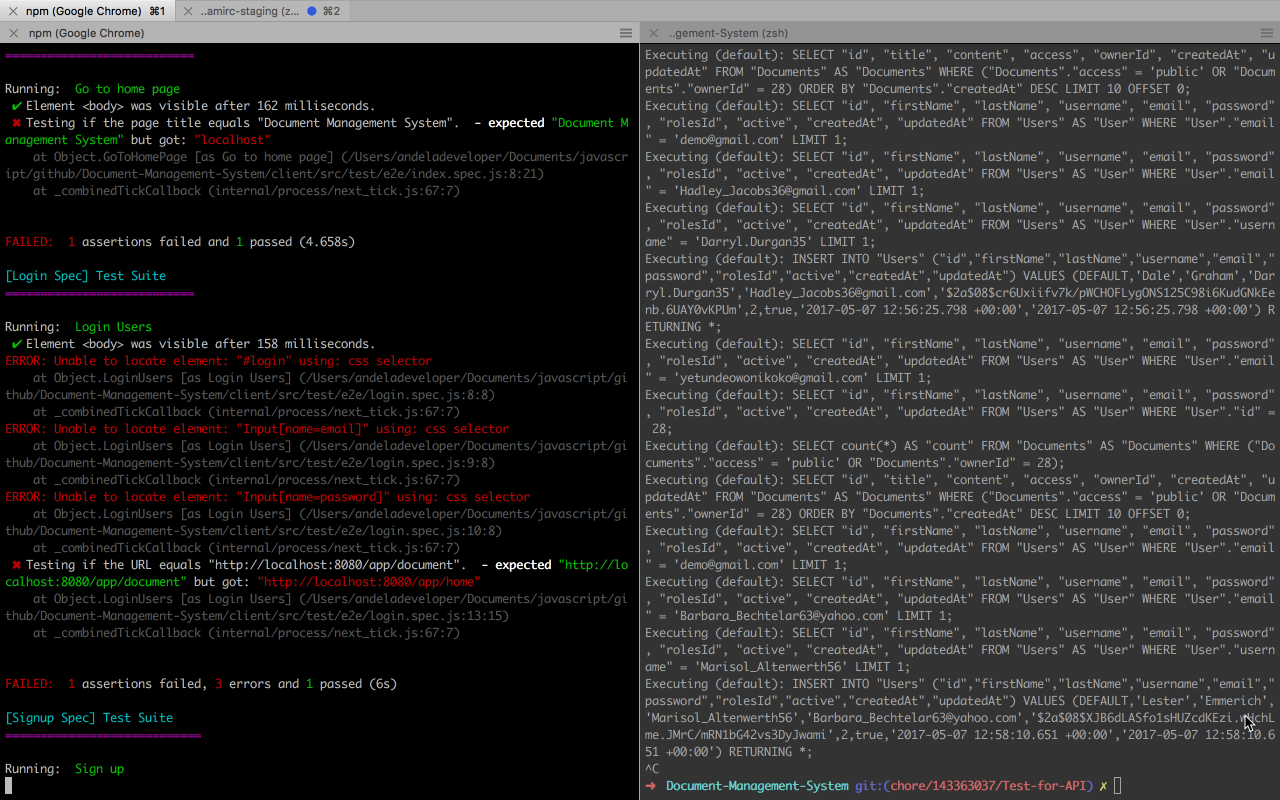 npm (Google Chrome) ⌘1
..amirc-staging (z... ⌘2
npm (Google Chrome)
===========================
Running:  Go to home page
✔ Element <body> was visible after 162 milliseconds.
✖ Testing if the page title equals "Document Management System".  - expected "Document M
anagement System" but got: "localhost"
at Object.GoToHomePage [as Go to home page] (/Users/andeladeveloper/Documents/javascr
ipt/github/Document-Management-System/client/src/test/e2e/index.spec.js:8:21)
at _combinedTickCallback (internal/process/next_tick.js:67:7)
FAILED:  1 assertions failed and 1 passed (4.658s)
[Login Spec] Test Suite
===========================
Running:  Login Users
✔ Element <body> was visible after 158 milliseconds.
ERROR: Unable to locate element: "#login" using: css selector
at Object.LoginUsers [as Login Users] (/Users/andeladeveloper/Documents/javascript/gi
thub/Document-Management-System/client/src/test/e2e/login.spec.js:8:8)
at _combinedTickCallback (internal/process/next_tick.js:67:7)
ERROR: Unable to locate element: "Input[name=email]" using: css selector
at Object.LoginUsers [as Login Users] (/Users/andeladeveloper/Documents/javascript/gi
thub/Document-Management-System/client/src/test/e2e/login.spec.js:9:8)
at _combinedTickCallback (internal/process/next_tick.js:67:7)
ERROR: Unable to locate element: "Input[name=password]" using: css selector
at Object.LoginUsers [as Login Users] (/Users/andeladeveloper/Documents/javascript/gi
thub/Document-Management-System/client/src/test/e2e/login.spec.js:10:8)
at _combinedTickCallback (internal/process/next_tick.js:67:7)
✖ Testing if the URL equals "http://localhost:8080/app/document".  - expected "http://lo
calhost:8080/app/document" but got: "http://localhost:8080/app/home"
at Object.LoginUsers [as Login Users] (/Users/andeladeveloper/Documents/javascript/gi
thub/Document-Management-System/client/src/test/e2e/login.spec.js:13:15)
at _combinedTickCallback (internal/process/next_tick.js:67:7)
FAILED:  1 assertions failed, 3 errors and 1 passed (6s)
[Signup Spec] Test Suite
============================
Running:  Sign up
..gement-System (zsh)
Executing (default): SELECT "id", "title", "content", "access", "ownerId", "createdAt", "u
pdatedAt" FROM "Documents" AS "Documents" WHERE ("Documents"."access" = 'public' OR "Docum
ents"."ownerId" = 28) ORDER BY "Documents"."createdAt" DESC LIMIT 10 OFFSET 0;
Executing (default): SELECT "id", "firstName", "lastName", "username", "email", "password"
, "rolesId", "active", "createdAt", "updatedAt" FROM "Users" AS "User" WHERE "User"."email
" = 'demo@gmail.com' LIMIT 1;
Executing (default): SELECT "id", "firstName", "lastName", "username", "email", "password"
, "rolesId", "active", "createdAt", "updatedAt" FROM "Users" AS "User" WHERE "User"."email
" = 'Hadley_Jacobs36@gmail.com' LIMIT 1;
Executing (default): SELECT "id", "firstName", "lastName", "username", "email", "password"
, "rolesId", "active", "createdAt", "updatedAt" FROM "Users" AS "User" WHERE "User"."usern
ame" = 'Darryl.Durgan35' LIMIT 1;
Executing (default): INSERT INTO "Users" ("id","firstName","lastName","username","email","
password","rolesId","active","createdAt","updatedAt") VALUES (DEFAULT,'Dale','Graham','Dar
ryl.Durgan35','Hadley_Jacobs36@gmail.com','$2a$08$cr6Uxiifv7k/pWCHOFLygONS125C98i6KudGNkEe
nb.6UAY0vKPUm',2,true,'2017-05-07 12:56:25.798 +00:00','2017-05-07 12:56:25.798 +00:00') R
ETURNING *;
Executing (default): SELECT "id", "firstName", "lastName", "username", "email", "password"
, "rolesId", "active", "createdAt", "updatedAt" FROM "Users" AS "User" WHERE "User"."email
" = 'yetundeowonikoko@gmail.com' LIMIT 1;
Executing (default): SELECT "id", "firstName", "lastName", "username", "email", "password"
, "rolesId", "active", "createdAt", "updatedAt" FROM "Users" AS "User" WHERE "User"."id" =
28;
Executing (default): SELECT count(*) AS "count" FROM "Documents" AS "Documents" WHERE ("Do
cuments"."access" = 'public' OR "Documents"."ownerId" = 28);
Executing (default): SELECT "id", "title", "content", "access", "ownerId", "createdAt", "u
pdatedAt" FROM "Documents" AS "Documents" WHERE ("Documents"."access" = 'public' OR "Docum
ents"."ownerId" = 28) ORDER BY "Documents"."createdAt" DESC LIMIT 10 OFFSET 0;
Executing (default): SELECT "id", "firstName", "lastName", "username", "email", "password"
, "rolesId", "active", "createdAt", "updatedAt" FROM "Users" AS "User" WHERE "User"."email
" = 'demo@gmail.com' LIMIT 1;
Executing (default): SELECT "id", "firstName", "lastName", "username", "email", "password"
, "rolesId", "active", "createdAt", "updatedAt" FROM "Users" AS "User" WHERE "User"."email
" = 'Barbara_Bechtelar63@yahoo.com' LIMIT 1;
Executing (default): SELECT "id", "firstName", "lastName", "username", "email", "password"
, "rolesId", "active", "createdAt", "updatedAt" FROM "Users" AS "User" WHERE "User"."usern
ame" = 'Marisol_Altenwerth56' LIMIT 1;
Executing (default): INSERT INTO "Users" ("id","firstName","lastName","username","email","
password","rolesId","active","createdAt","updatedAt") VALUES (DEFAULT,'Lester','Emmerich',
'Marisol_Altenwerth56','Barbara_Bechtelar63@yahoo.com',
me.JMrC/mRN1bG42vs3DyJwami',2,true,'2017-05-07 12:58:10.651 +00:00','2017-05-07 12:58:10.6
51 +00:00') RETURNING *;
^C
➜  Document-Management-System git:(chore/143363037/Test-for-API) ✗